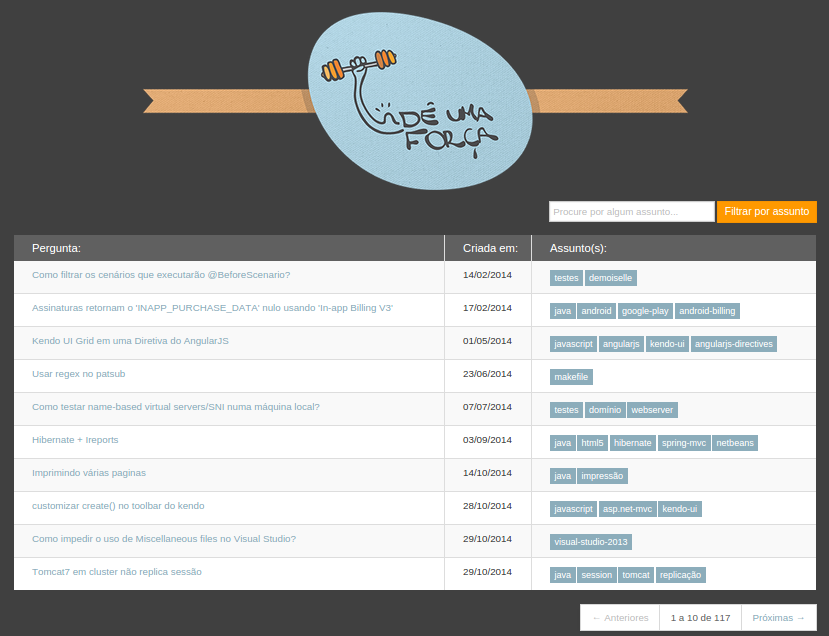 DÊ UMA
FORÇA
Procure por algum assunto... Filtrar por assunto
Pergunta: Criada em: Assunto(s):
Como filtrar os cenários que executarão @BeforeScenario? 14/02/2014 testes demoiselle
Assinaturas retornam o 'INAPP_PURCHASE_DATA' nulo usando 'In-app Billing V3' 17/02/2014 java android google-play android-billing
Kendo UI Grid em uma Diretiva do AngularJS 01/05/2014 javascript angularjs kendo-ui angularjs-directives
Usar regex no patsub 23/06/2014 makefile
Como testar name-based virtual servers/SNI numa máquina local? 07/07/2014 testes domínio webserver
Hibernate + Ireports 03/09/2014 java html5 hibernate spring-mvc netbeans
Imprimindo várias paginas 14/10/2014 java impressão
customizar create() no toolbar do kendo 28/10/2014 javascript asp.net-mvc kendo-ui
Como impedir o uso de Miscellaneous files no Visual Studio? 29/10/2014 visual-studio-2013
Tomcat7 em cluster não replica sessão 29/10/2014 java session tomcat replicação
← Anteriores 1 a 10 de 117 Próximas →